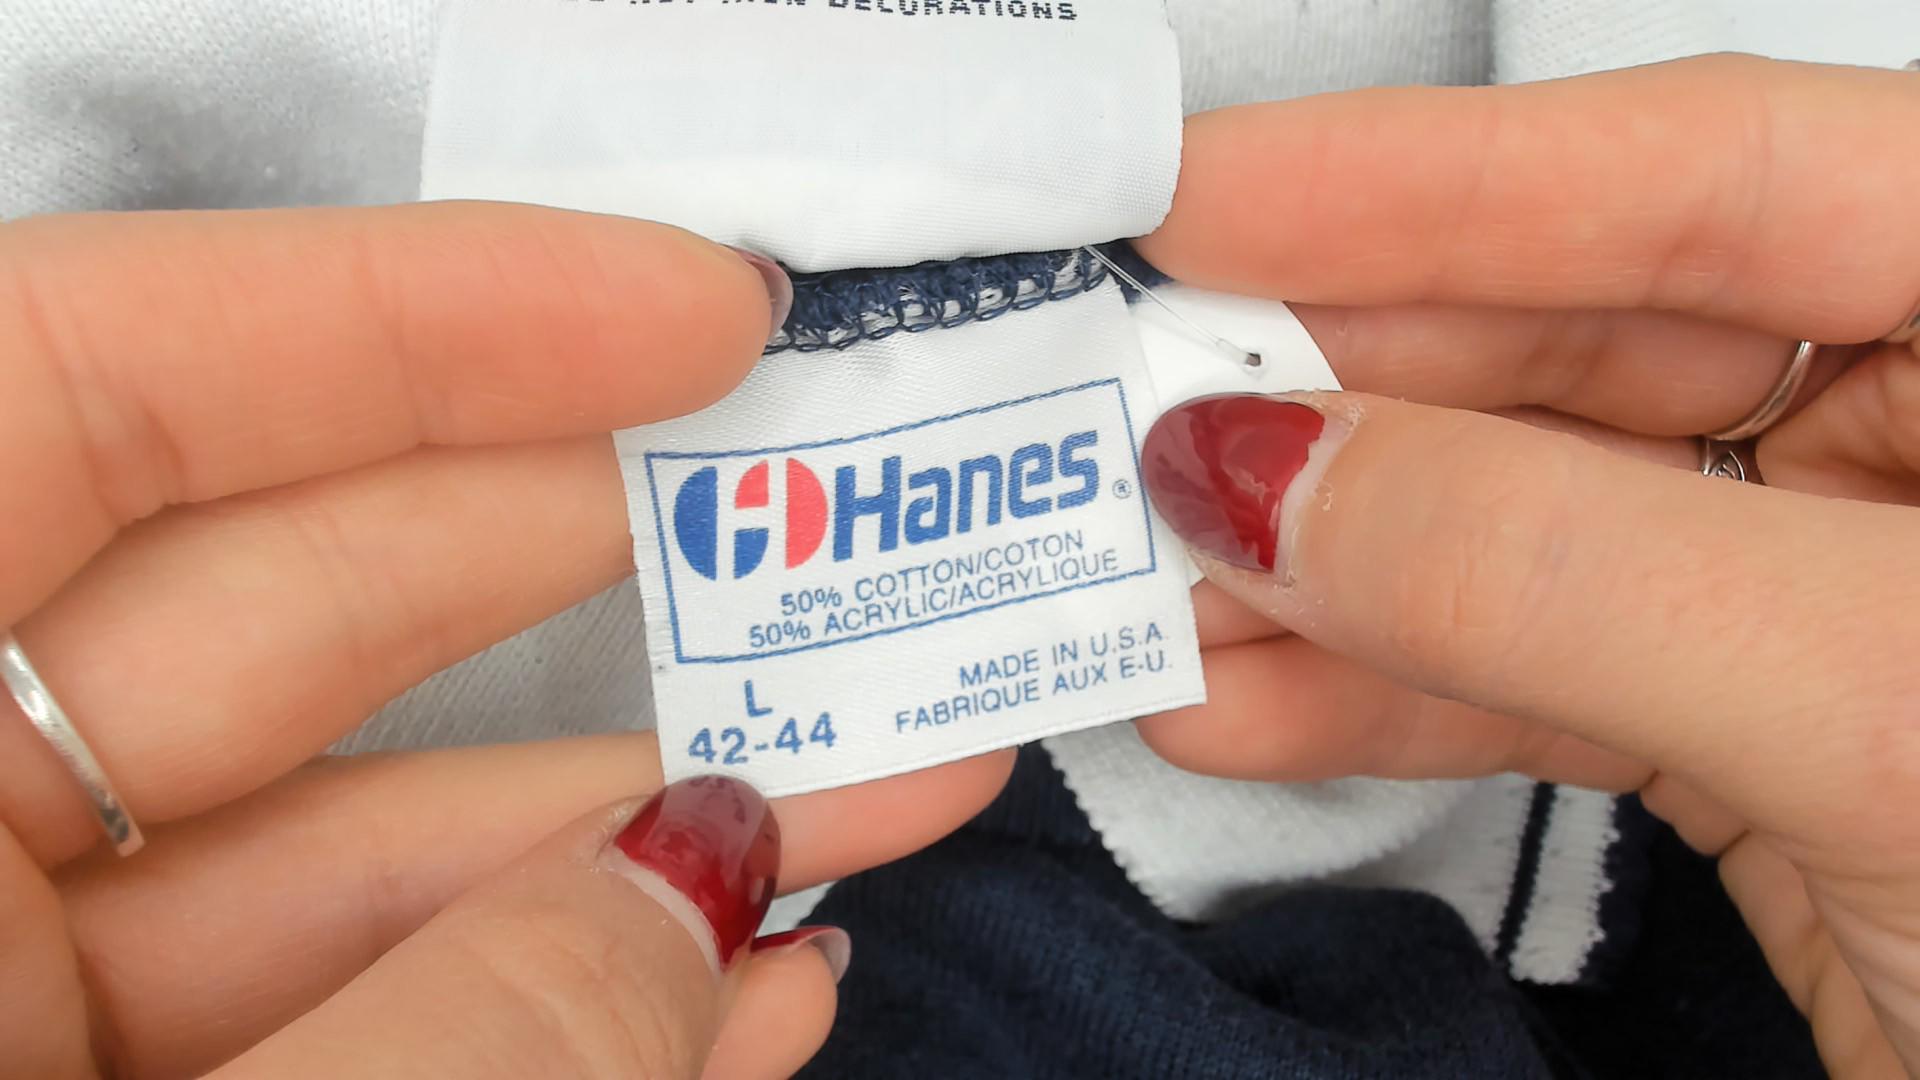 DECORATIONS
Hanes®
50% COTTON/COTON
50% ACRYLIC/ACRYLIQUE
MADE IN U.S.A.
FABRIQUE AUX E-U.
L
42-44